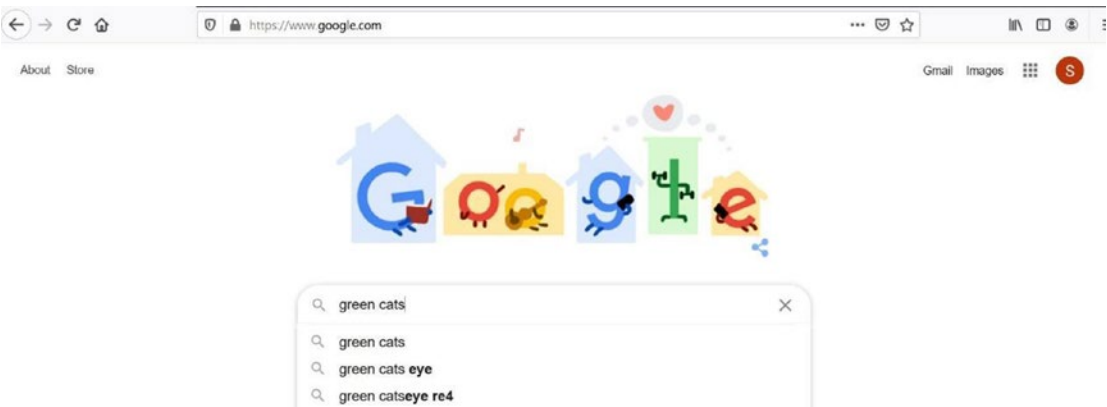 https://www.google.com
About Store
Gmail Images S
Google
green cats
green cats
green cats eye
green catseye re4